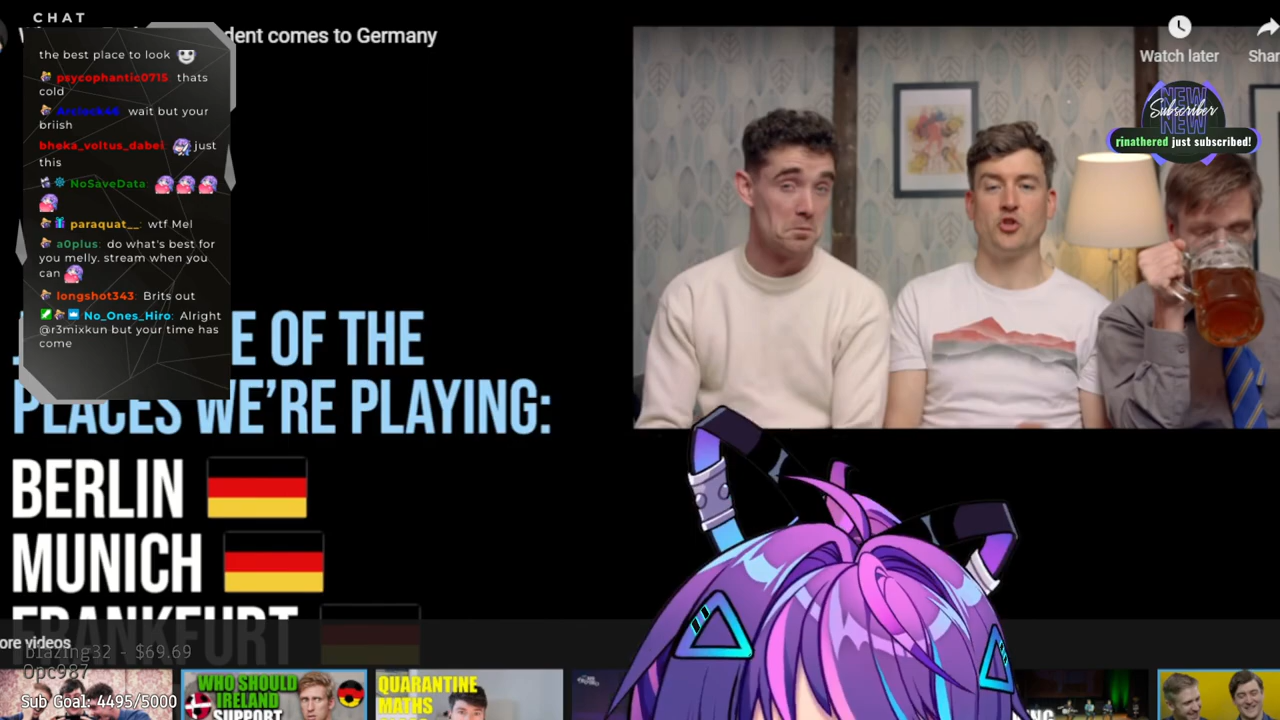 CHAT
dent comes to Germany
the best place to look
psycophantic0715: thats
cold
Arclock46: wait but your
briish
bheka_voltus_dabei: just
this
NoSaveData:
paraquat__: wtf Mel
a0plus: do what's best for
you melly. stream when you
can
longshot343: Brits out
No_Ones_Hiro: Alright
@r3mixkun but your time has
come
Watch later
Shar
NEW
Subscriber
NEW
rjnathered just subscribed!
E OF THE
PLACES WE'RE PLAYING:
BERLIN
MUNICH
FRANKFURT
ore videos
blazing32 - $69.69
Opc987
Sub Goal: 4495/5000
WHO SHOULD
IRELAND
SUPPORT
QUARANTINE
MATHS